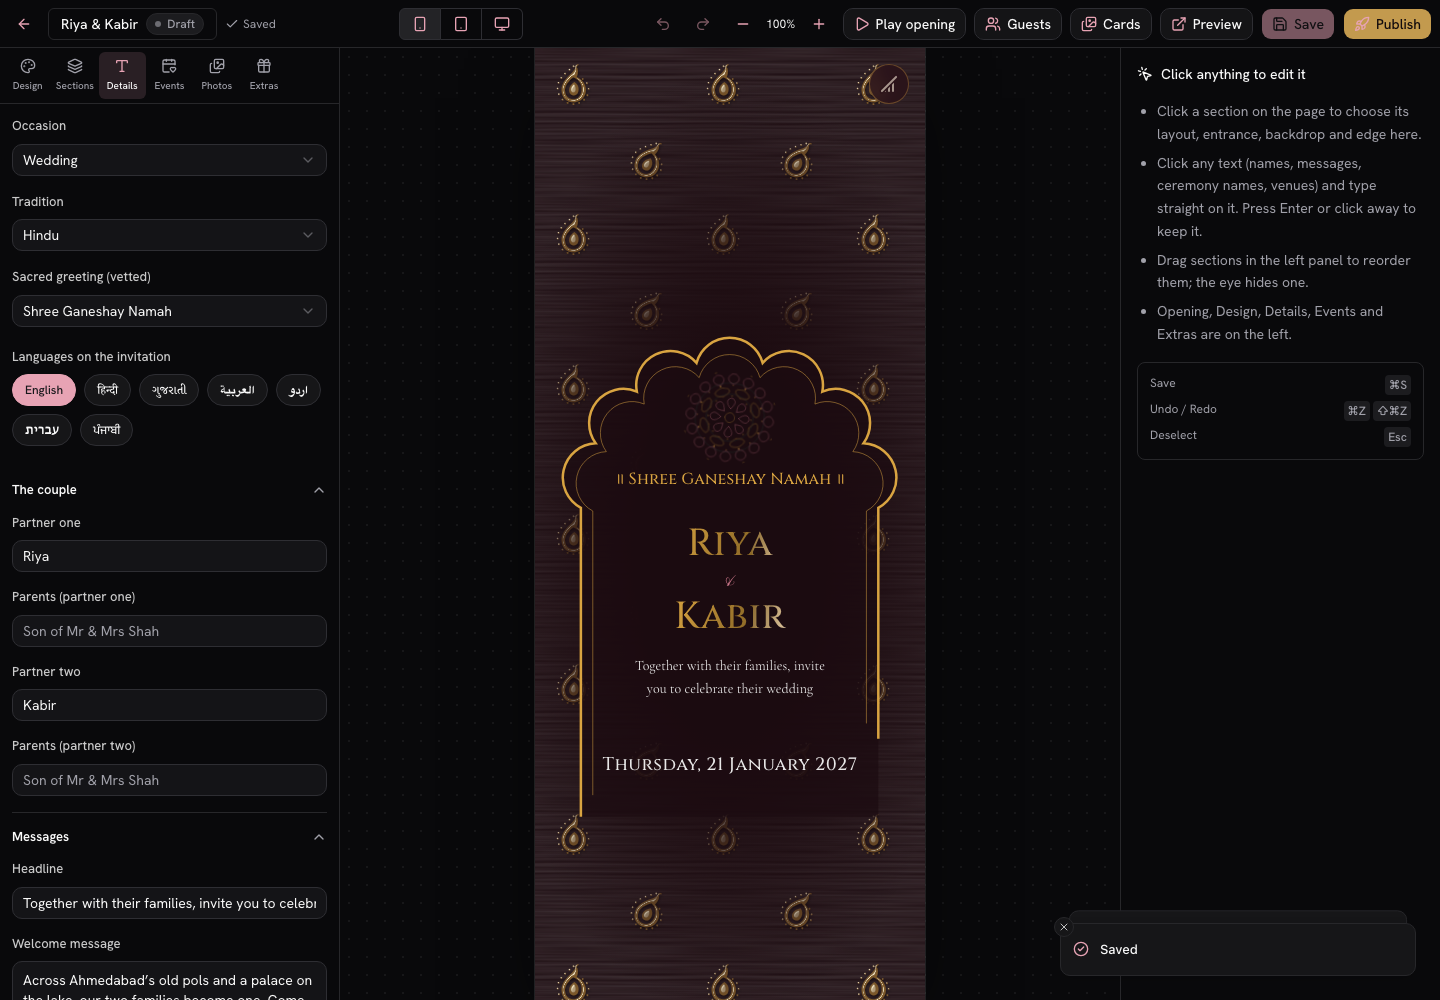 Riya & Kabir
Draft
Saved
100%
Play opening
Guests
Cards
Preview
Save
Publish
Design
Sections
Details
Events
Photos
Extras
Occasion
Wedding
Tradition
Hindu
Sacred greeting (vetted)
Shree Ganeshay Namah
Languages on the invitation
English
हिन्दी
ગુજરાતી
العربية
اردو
עברית
ਪੰਜਾਬੀ
The couple
Partner one
Riya
Parents (partner one)
Son of Mr & Mrs Shah
Partner two
Kabir
Parents (partner two)
Son of Mr & Mrs Shah
Messages
Headline
Together with their families, invite you to celebr
Welcome message
Across Ahmedabad’s old pols and a palace on
the lake, our two families become one. Come
॥ Shree Ganeshay Namah ॥
Riya
&
Kabir
Together with their families, invite
you to celebrate their wedding
Thursday, 21 January 2027
Click anything to edit it
Click a section on the page to choose its
layout, entrance, backdrop and edge here.
Click any text (names, messages,
ceremony names, venues) and type
straight on it. Press Enter or click away to
keep it.
Drag sections in the left panel to reorder
them; the eye hides one.
Opening, Design, Details, Events and
Extras are on the left.
Save ⌘S
Undo / Redo ⌘Z ⇧⌘Z
Deselect Esc
Saved